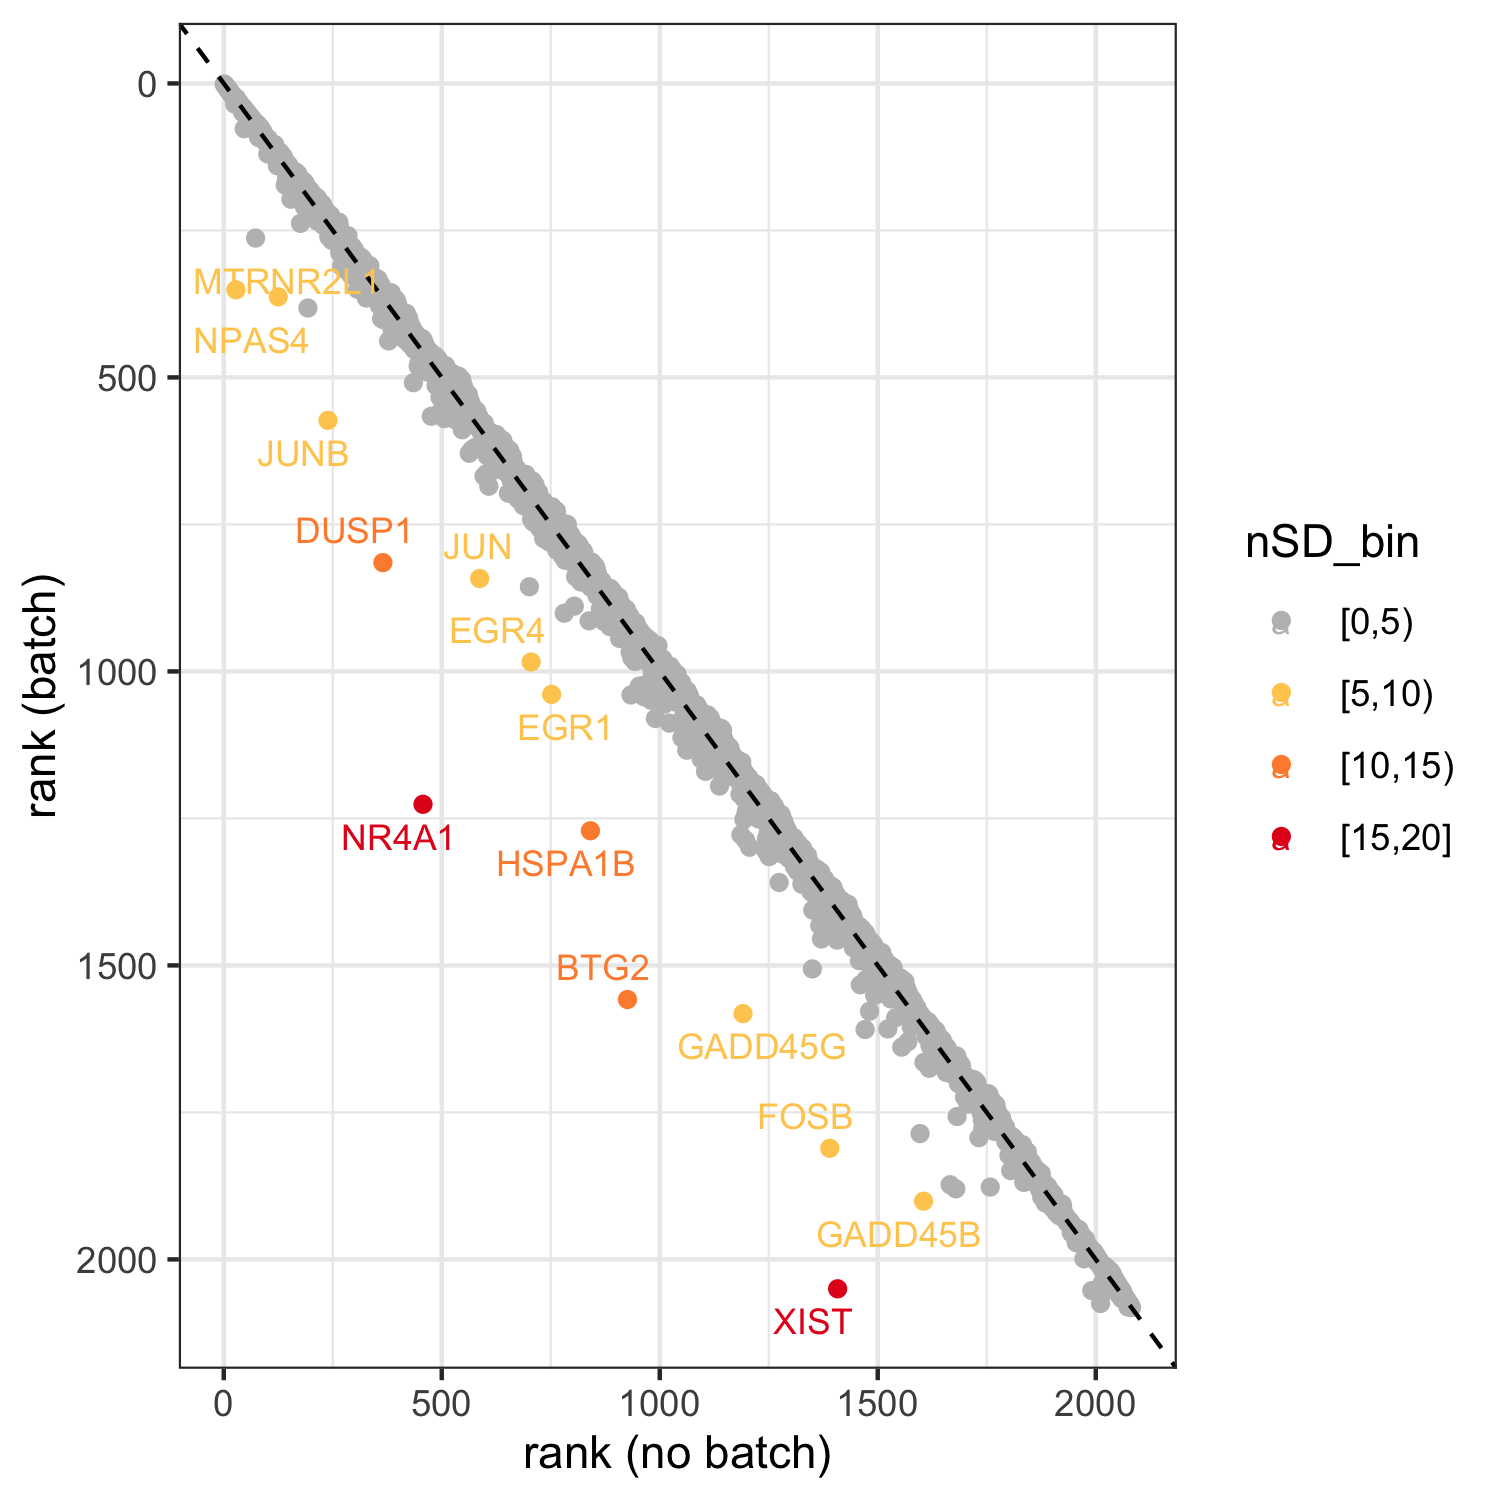 0
500
1000
1500
2000
rank (batch)
MTRNR2L1
NPAS4
JUNB
DUSP1
JUN
EGR4
EGR1
NR4A1
HSPA1B
BTG2
GADD45G
FOSB
GADD45B
XIST
0
500
1000
1500
2000
rank (no batch)
nSD_bin
a [0,5)
a [5,10)
a [10,15)
a [15,20]